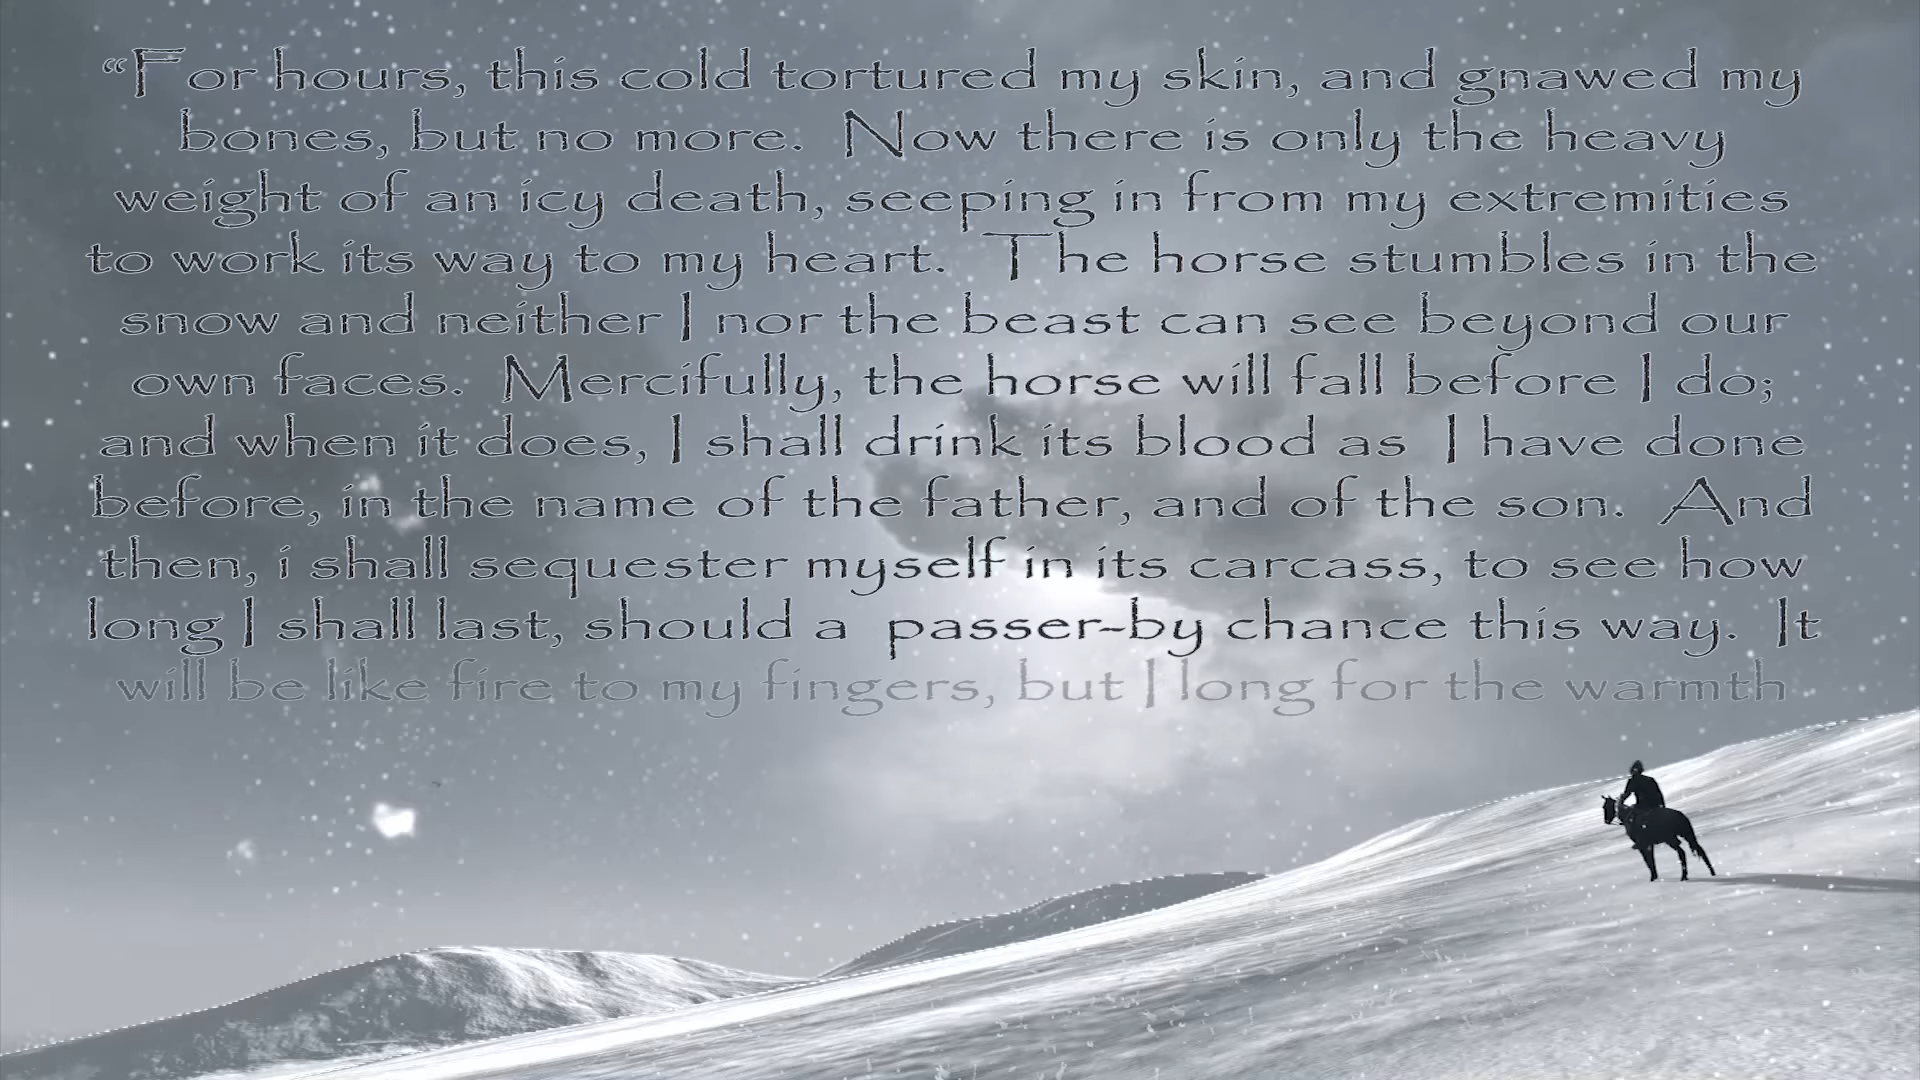 “For hours, this cold tortured my skin, and gnawed my
bones, but no more.  Now there is only the heavy
weight of an icy death, seeping in from my extremities
to work its way to my heart.  The horse stumbles in the
snow and neither I nor the beast can see beyond our
own faces.  Mercifully, the horse will fall before I do;
and when it does, I shall drink its blood as  I have done
before, in the name of the father, and of the son.  And
then, i shall sequester myself in its carcass, to see how
long I shall last, should a  passer-by chance this way.  It
will be like fire to my fingers, but I long for the warmth